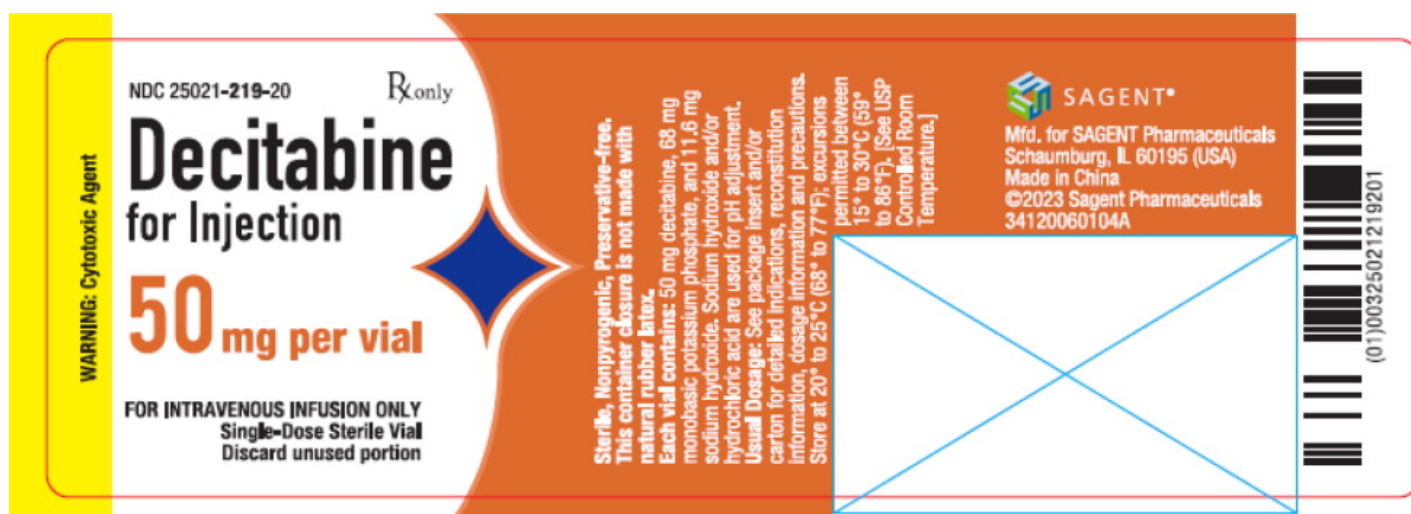 WARNING: Cytotoxic Agent
NDC 25021-219-20
Rx only
Decitabine
for Injection
50 mg per vial
FOR INTRAVENOUS INFUSION ONLY
Single-Dose Sterile Vial
Discard unused portion
Sterile, Nonpyrogenic, Preservative-free.
This container closure is not made with
natural rubber latex.
Each vial contains: 50 mg decitabine, 68 mg
monobasic potassium phosphate, and 11.6 mg
sodium hydroxide. Sodium hydroxide and/or
hydrochloric acid are used for pH adjustment.
Usual Dosage: See package insert and/or
carton for detailed indications, reconstitution
information, dosage information and precautions.
Store at 20° to 25°C (68° to 77°F); excursions
permitted between
15° to 30°C (59°
to 86°F). [See USP
Controlled Room
Temperature.]
SAGENT®
Mfd. for SAGENT Pharmaceuticals
Schaumburg, IL 60195 (USA)
Made in China
©2023 Sagent Pharmaceuticals
34120060104A
(01)00325021219201